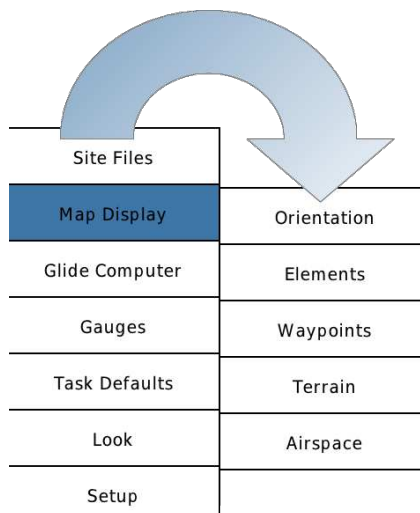 Site Files
Map Display
Glide Computer
Gauges
Task Defaults
Look
Setup
Orientation
Elements
Waypoints
Terrain
Airspace